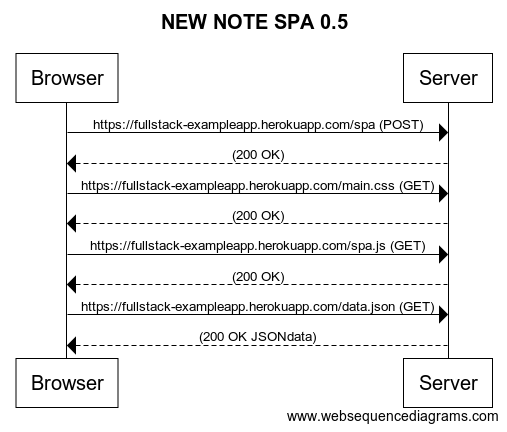 NEW NOTE SPA 0.5
Browser
Server
https://fullstack-exampleapp.herokuapp.com/spa (POST)
(200 OK)
https://fullstack-exampleapp.herokuapp.com/main.css (GET)
(200 OK)
https://fullstack-exampleapp.herokuapp.com/spa.js (GET)
(200 OK)
https://fullstack-exampleapp.herokuapp.com/data.json (GET)
(200 OK JSONdata)
Browser
Server
www.websequencediagrams.com